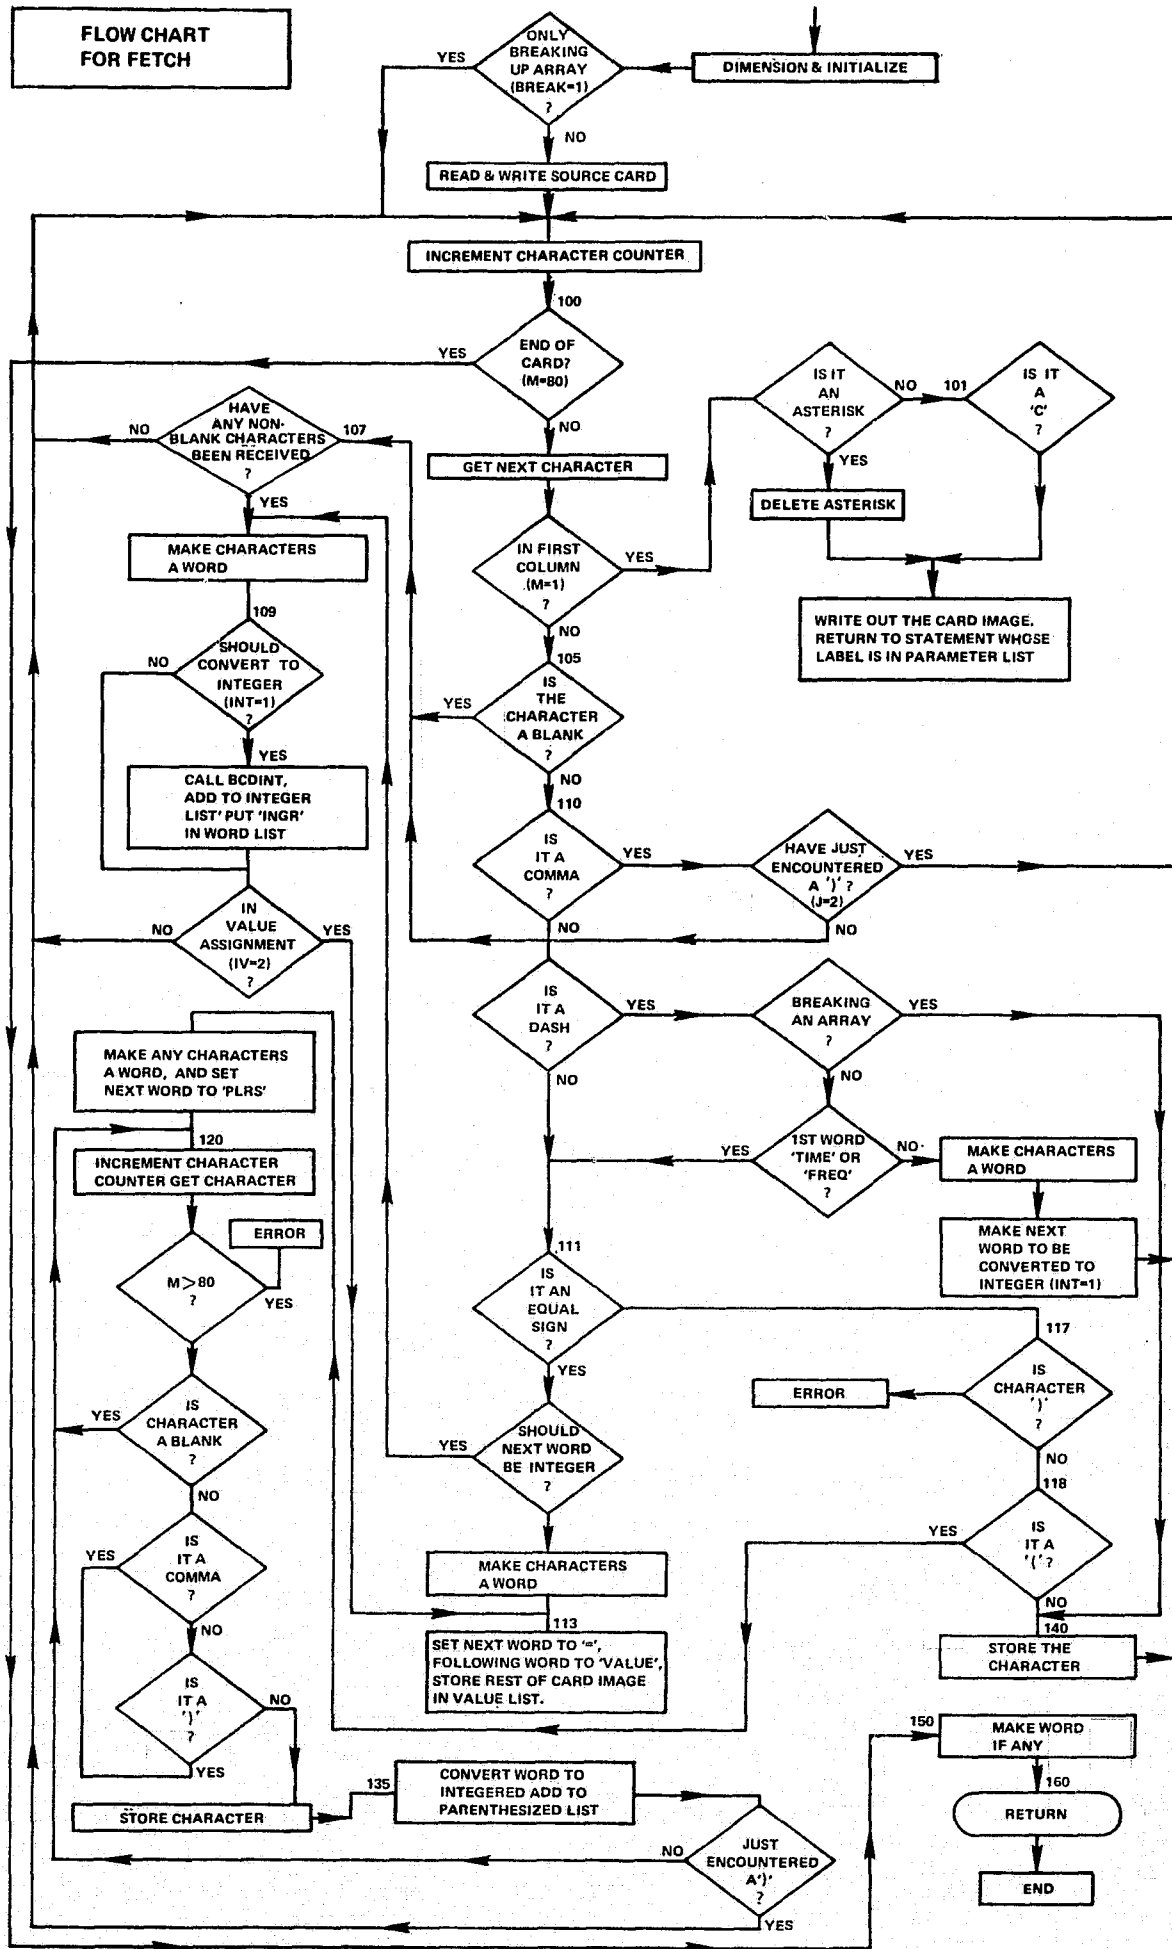 FLOW CHART
FOR FETCH
ONLY
BREAKING
UP ARRAY
(BREAK=1)
?
YES
NO
DIMENSION & INITIALIZE
READ & WRITE SOURCE CARD
INCREMENT CHARACTER COUNTER
100
END OF
CARD?
(M=80)
YES
NO
GET NEXT CHARACTER
IN FIRST
COLUMN
(M=1)
?
YES
NO
IS IT
AN
ASTERISK
?
NO
YES
101
IS IT
A
'C'
?
DELETE ASTERISK
WRITE OUT THE CARD IMAGE.
RETURN TO STATEMENT WHOSE
LABEL IS IN PARAMETER LIST
HAVE
ANY NON-
BLANK CHARACTERS
BEEN RECEIVED
?
107
NO
YES
MAKE CHARACTERS
A WORD
109
SHOULD
CONVERT TO
INTEGER
(INT=1)
?
NO
YES
CALL BCDINT,
ADD TO INTEGER
LIST' PUT 'INGR'
IN WORD LIST
IN
VALUE
ASSIGNMENT
(IV=2)
?
NO
YES
105
IS
THE
CHARACTER
A BLANK
?
YES
NO
110
IS
IT A
COMMA
?
YES
NO
HAVE JUST
ENCOUNTERED
A ')' ?
(J=2)
YES
NO
IS
IT A
DASH
?
YES
NO
BREAKING
AN ARRAY
?
YES
NO
1ST WORD
'TIME' OR
'FREQ'
?
YES
NO
MAKE CHARACTERS
A WORD
MAKE NEXT
WORD TO BE
CONVERTED TO
INTEGER (INT=1)
111
IS
IT AN
EQUAL
SIGN
?
YES
117
IS
CHARACTER
')'
?
NO
ERROR
118
IS
IT A
'(' ?
YES
NO
140
STORE THE
CHARACTER
SHOULD
NEXT WORD
BE INTEGER
?
YES
MAKE CHARACTERS
A WORD
113
SET NEXT WORD TO '=',
FOLLOWING WORD TO 'VALUE',
STORE REST OF CARD IMAGE
IN VALUE LIST.
MAKE ANY CHARACTERS
A WORD, AND SET
NEXT WORD TO 'PLRS'
120
INCREMENT CHARACTER
COUNTER GET CHARACTER
ERROR
M>80
?
YES
IS
CHARACTER
A BLANK
?
YES
NO
IS
IT A
COMMA
?
YES
NO
IS
IT A
')'
?
NO
YES
STORE CHARACTER
135
CONVERT WORD TO
INTEGERED ADD TO
PARENTHESIZED LIST
JUST
ENCOUNTERED
A')'
?
NO
YES
150
MAKE WORD
IF ANY
160
RETURN
END